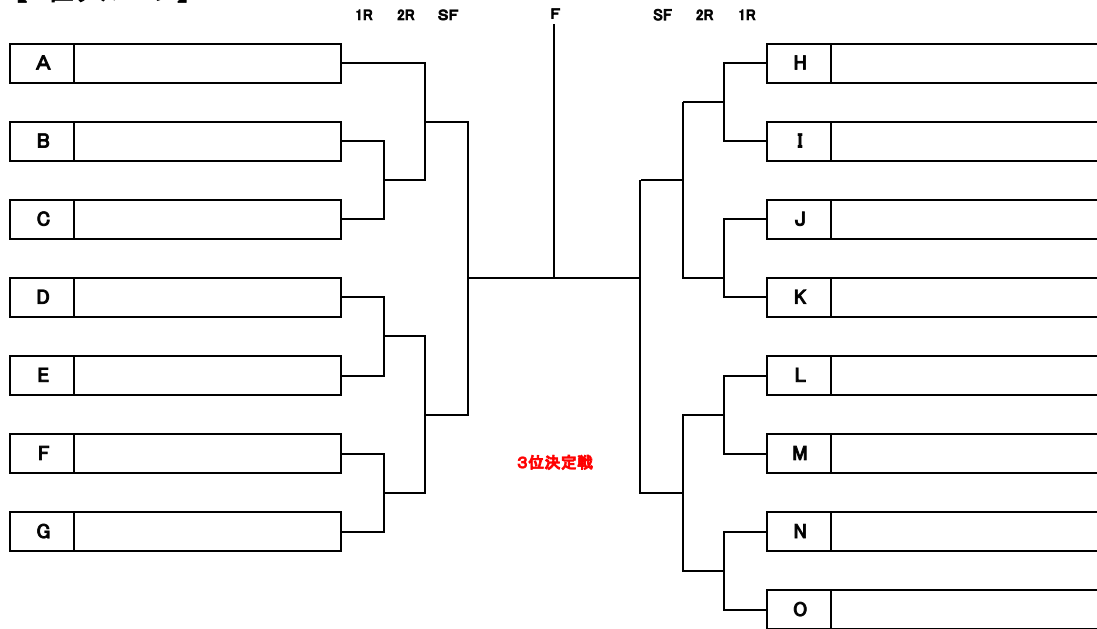 1R 2R SF F SF 2R 1R
A H
B I
C J
D K
E L
F M
3位決定戦
G N
O